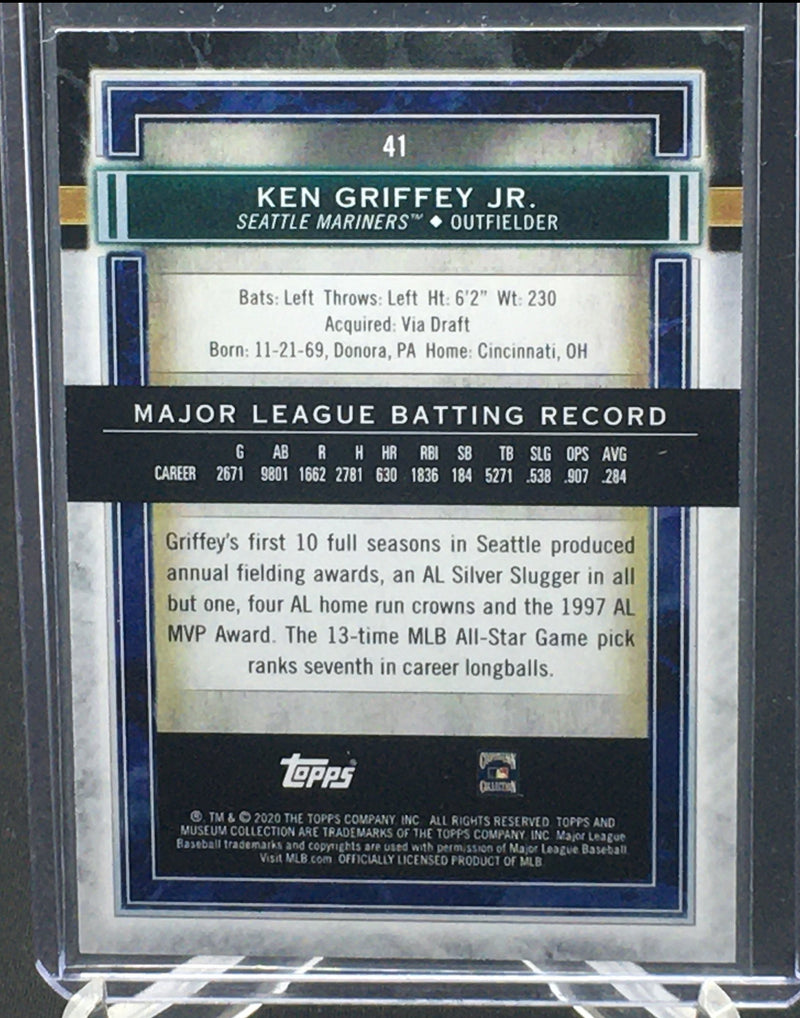 41
KEN GRIFFEY JR.
SEATTLE MARINERS™ ◆ OUTFIELDER
Bats: Left Throws: Left Ht: 6'2" Wt: 230
Acquired: Via Draft
Born: 11-21-69, Donora, PA Home: Cincinnati, OH
MAJOR LEAGUE BATTING RECORD
G AB R H HR RBI SB TB SLG OPS AVG
CAREER 2671 9801 1662 2781 630 1836 184 5271 .538 .907 .284
Griffey's first 10 full seasons in Seattle produced
annual fielding awards, an AL Silver Slugger in all
but one, four AL home run crowns and the 1997 AL
MVP Award. The 13-time MLB All-Star Game pick
ranks seventh in career longballs.
topps®
COOPERSTOWN
COLLECTION
®, TM & © 2020 THE TOPPS COMPANY, INC. ALL RIGHTS RESERVED. TOPPS AND
MUSEUM COLLECTION ARE TRADEMARKS OF THE TOPPS COMPANY, INC. Major League
Baseball trademarks and copyrights are used with permission of Major League Baseball.
Visit MLB.com. OFFICIALLY LICENSED PRODUCT OF MLB.